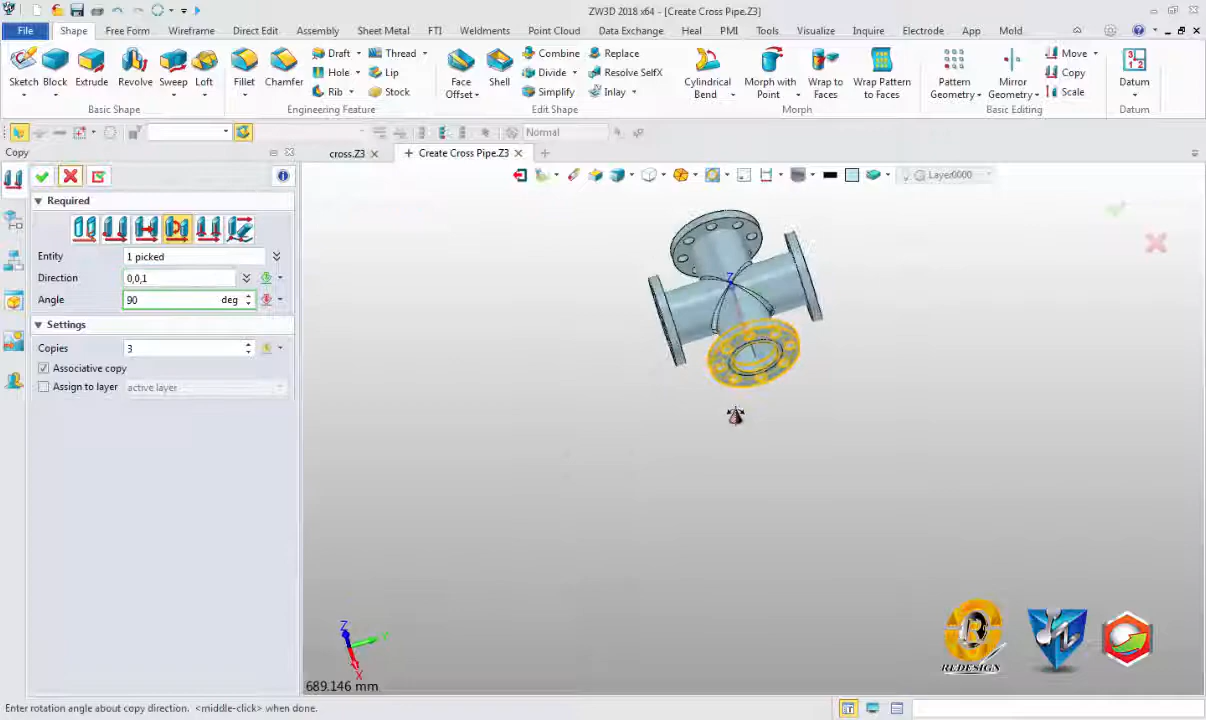 ZW3D 2018 x64 - [Create Cross Pipe.Z3]
File Shape Free Form Wireframe Direct Edit Assembly Sheet Metal FTI Weldments Point Cloud Data Exchange Heal PMI Tools Visualize Inquire Electrode App Mold
Sketch Block Extrude Revolve Sweep Loft
Fillet Chamfer Draft Thread
Hole Lip
Rib Stock
Face Offset Shell Combine Replace
Divide Resolve SelfX
Simplify Inlay
Cylindrical Bend Morph with Point Wrap to Faces Wrap Pattern to Faces
Pattern Geometry Mirror Geometry Move
Copy
Scale
Datum
Basic Shape Engineering Feature Edit Shape Morph Basic Editing Datum
Normal
Copy
cross.Z3 Create Cross Pipe.Z3
Layer0000
Required
Entity 1 picked
Direction 0,0,1
Angle 90 deg
Settings
Copies 3
Associative copy
Assign to layer active layer
Z
Z
Y
X
689.146 mm
REDESIGN
Enter rotation angle about copy direction. <middle-click> when done.